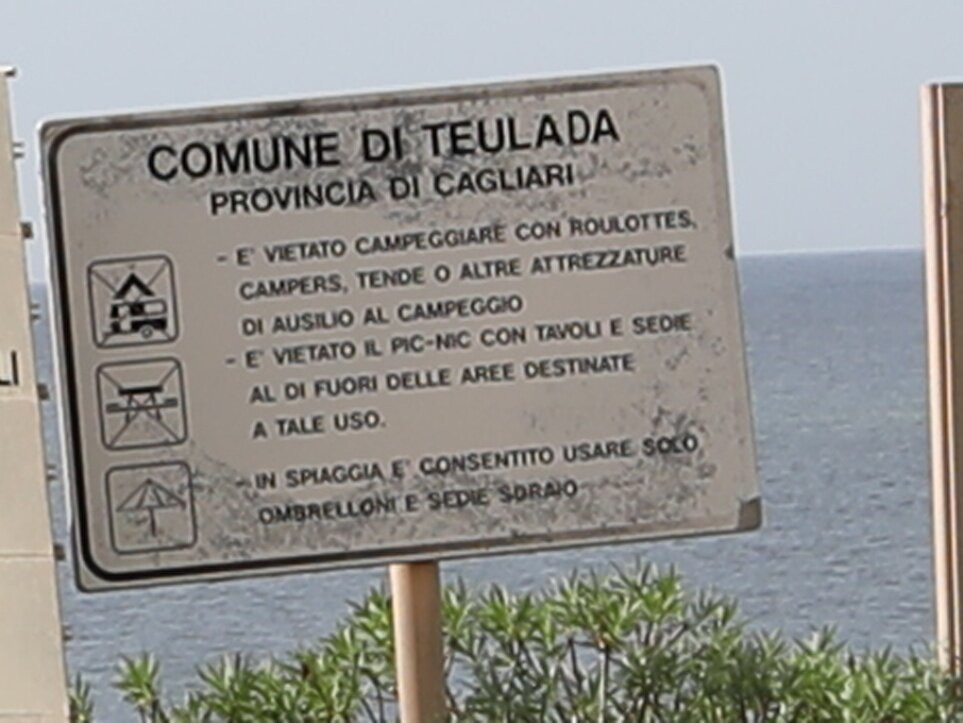 COMUNE DI TEULADA
PROVINCIA DI CAGLIARI
- E' VIETATO CAMPEGGIARE CON ROULOTTES,
CAMPERS, TENDE O ALTRE ATTREZZATURE
DI AUSILIO AL CAMPEGGIO
- E' VIETATO IL PIC-NIC CON TAVOLI E SEDIE
AL DI FUORI DELLE AREE DESTINATE
A TALE USO.
- IN SPIAGGIA E' CONSENTITO USARE SOLO
OMBRELLONI E SEDIE SDRAIO